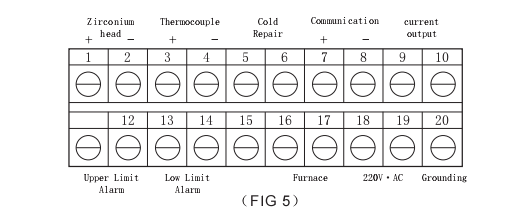 Zirconium Thermocouple Cold Communication current
head Repair output
+ − + − + −
1 2 3 4 5 6 7 8 9 10
12 13 14 15 16 17 18 19 20
Upper Limit Low Limit Furnace 220V·AC Grounding
Alarm Alarm
(FIG 5)